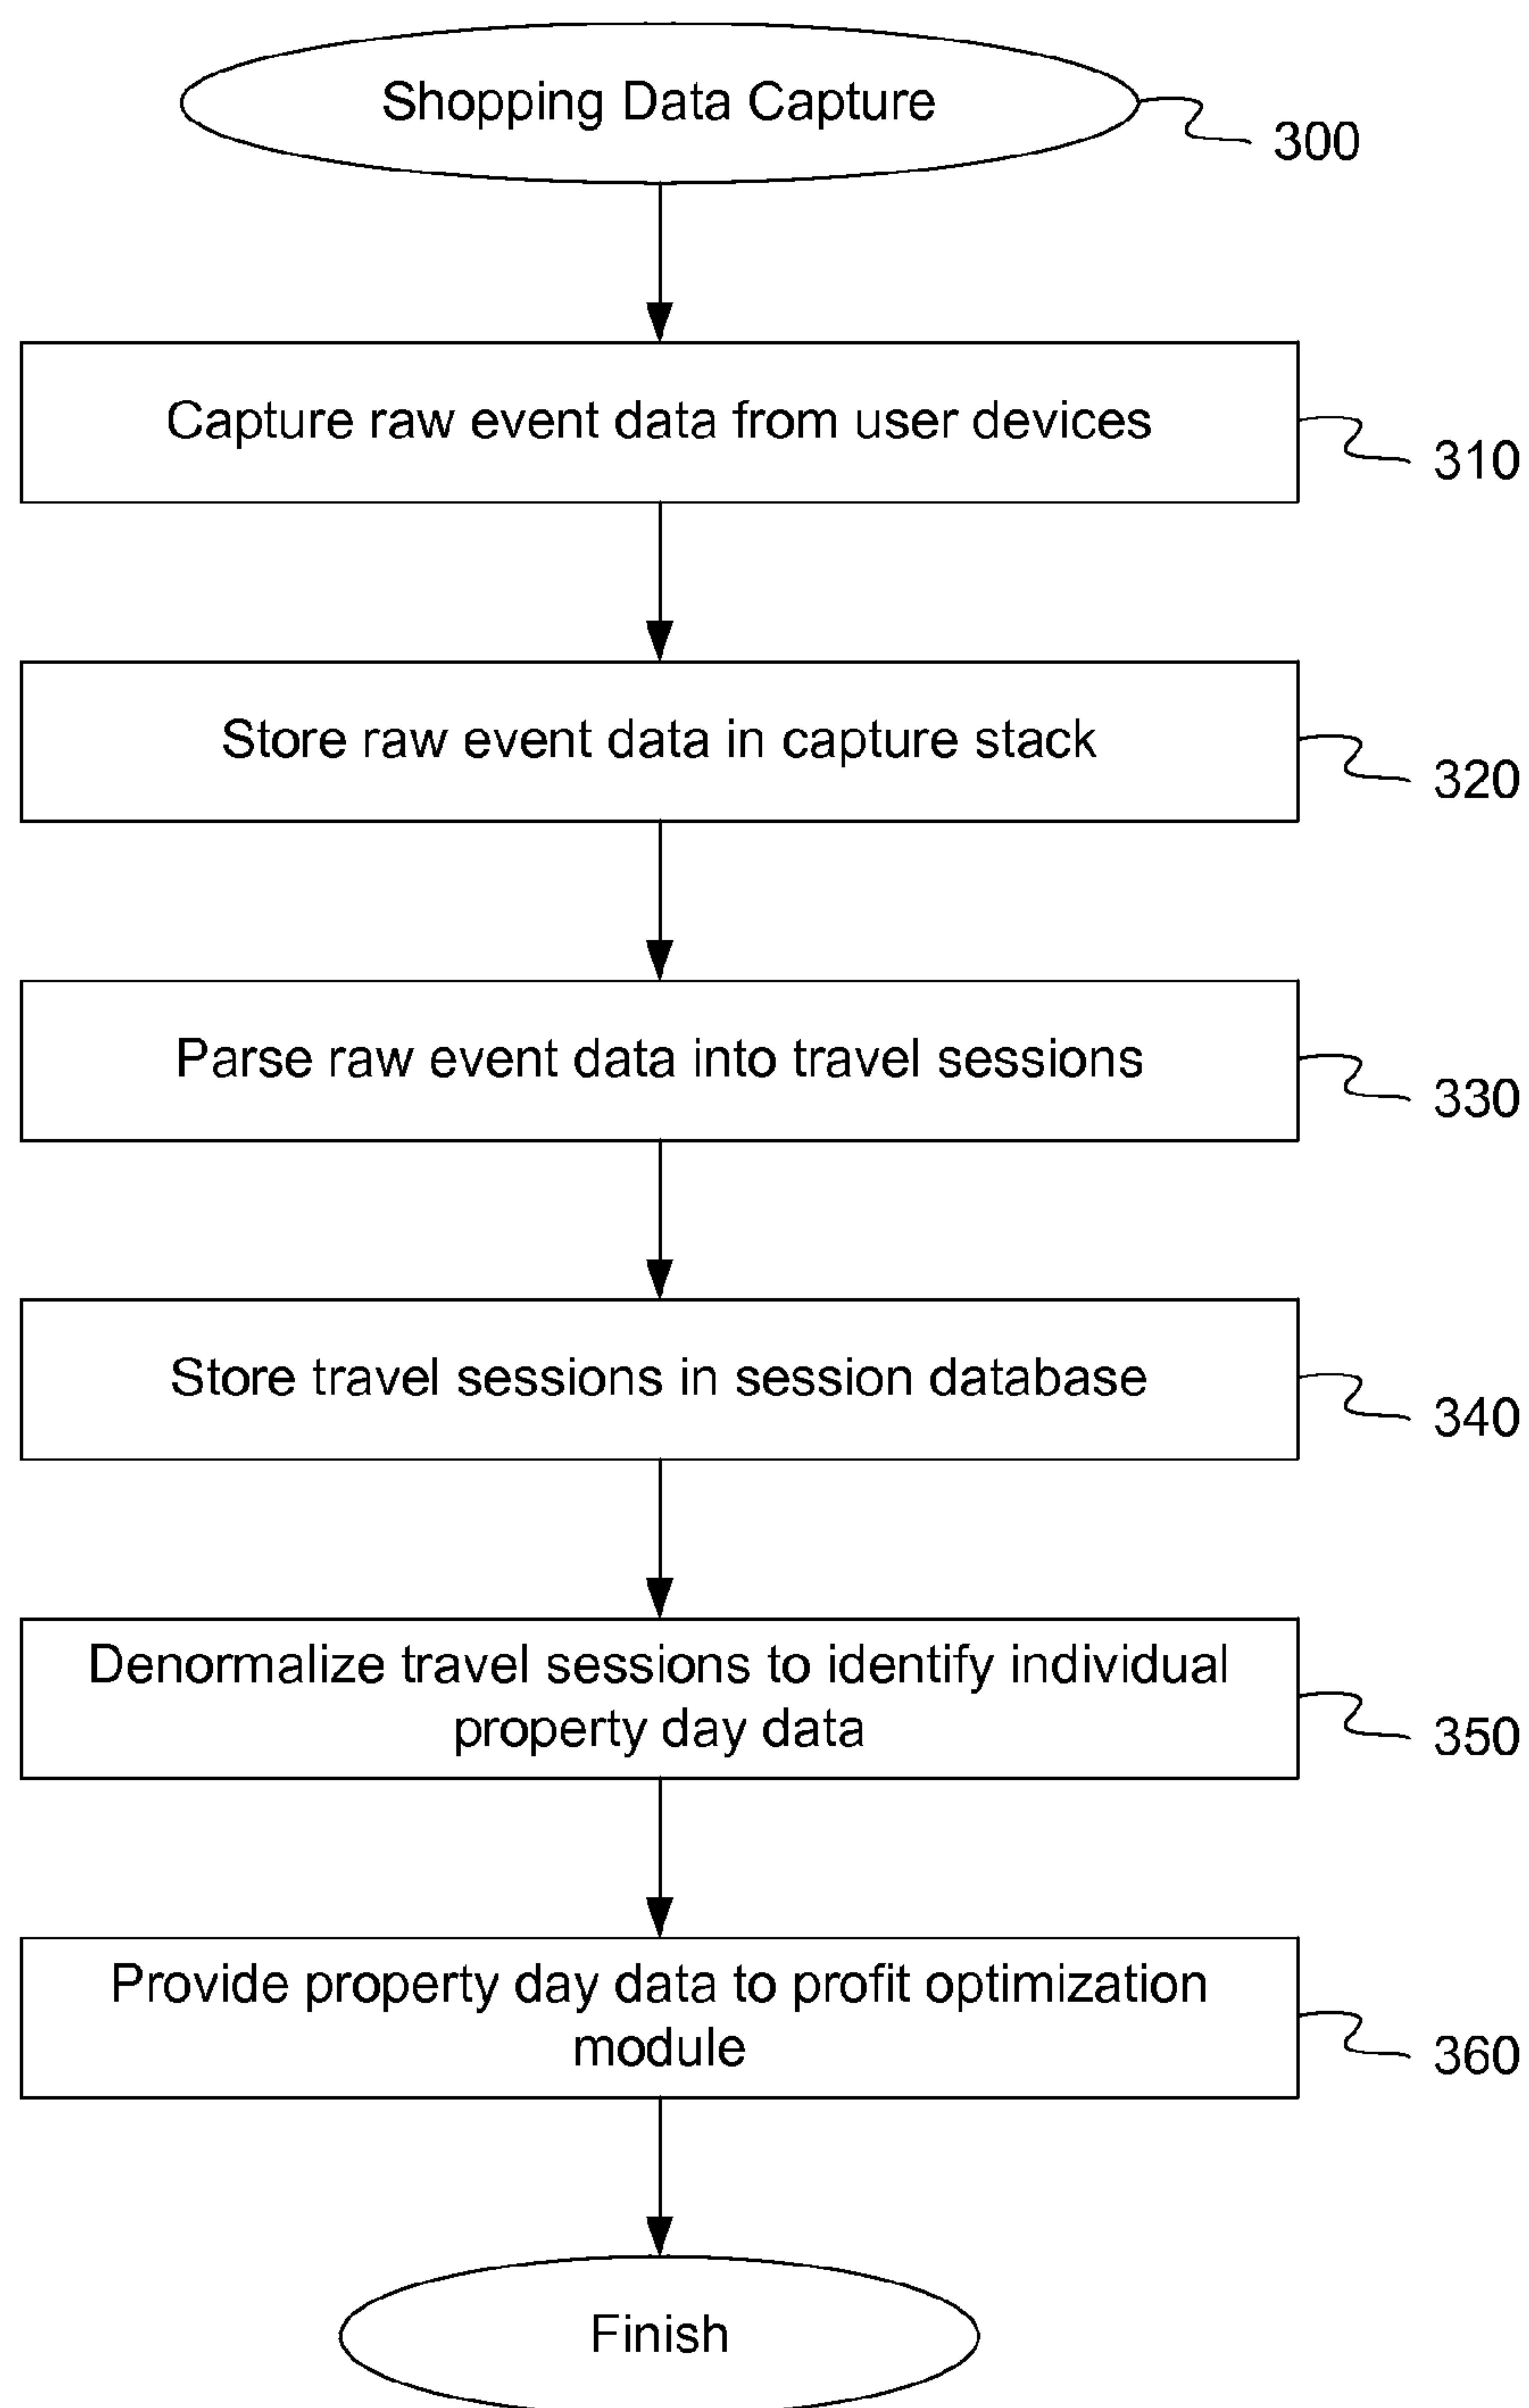 Shopping Data Capture
300
Capture raw event data from user devices
310
Store raw event data in capture stack
320
Parse raw event data into travel sessions
330
Store travel sessions in session database
340
Denormalize travel sessions to identify individual
property day data
350
Provide property day data to profit optimization
module
360
Finish